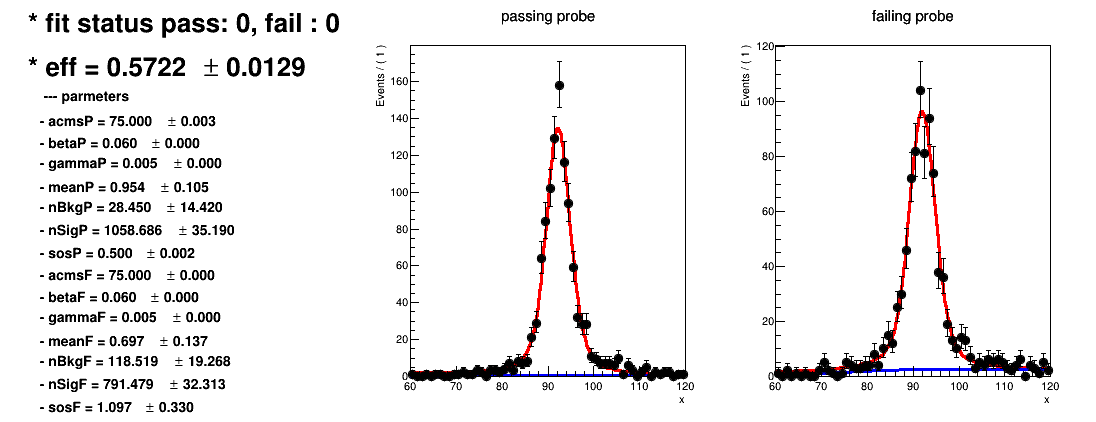 * fit status pass: 0, fail : 0
* eff = 0.5722 ± 0.0129
--- parmeters
- acmsP = 75.000 ± 0.003
- betaP = 0.060 ± 0.000
- gammaP = 0.005 ± 0.000
- meanP = 0.954 ± 0.105
- nBkgP = 28.450 ± 14.420
- nSigP = 1058.686 ± 35.190
- sosP = 0.500 ± 0.002
- acmsF = 75.000 ± 0.000
- betaF = 0.060 ± 0.000
- gammaF = 0.005 ± 0.000
- meanF = 0.697 ± 0.137
- nBkgF = 118.519 ± 19.268
- nSigF = 791.479 ± 32.313
- sosF = 1.097 ± 0.330
passing probe
Events / ( 1 )
160
140
120
100
80
60
40
20
0
60 70 80 90 100 110 120
x
failing probe
Events / ( 1 )
120
100
80
60
40
20
0
60 70 80 90 100 110 120
x